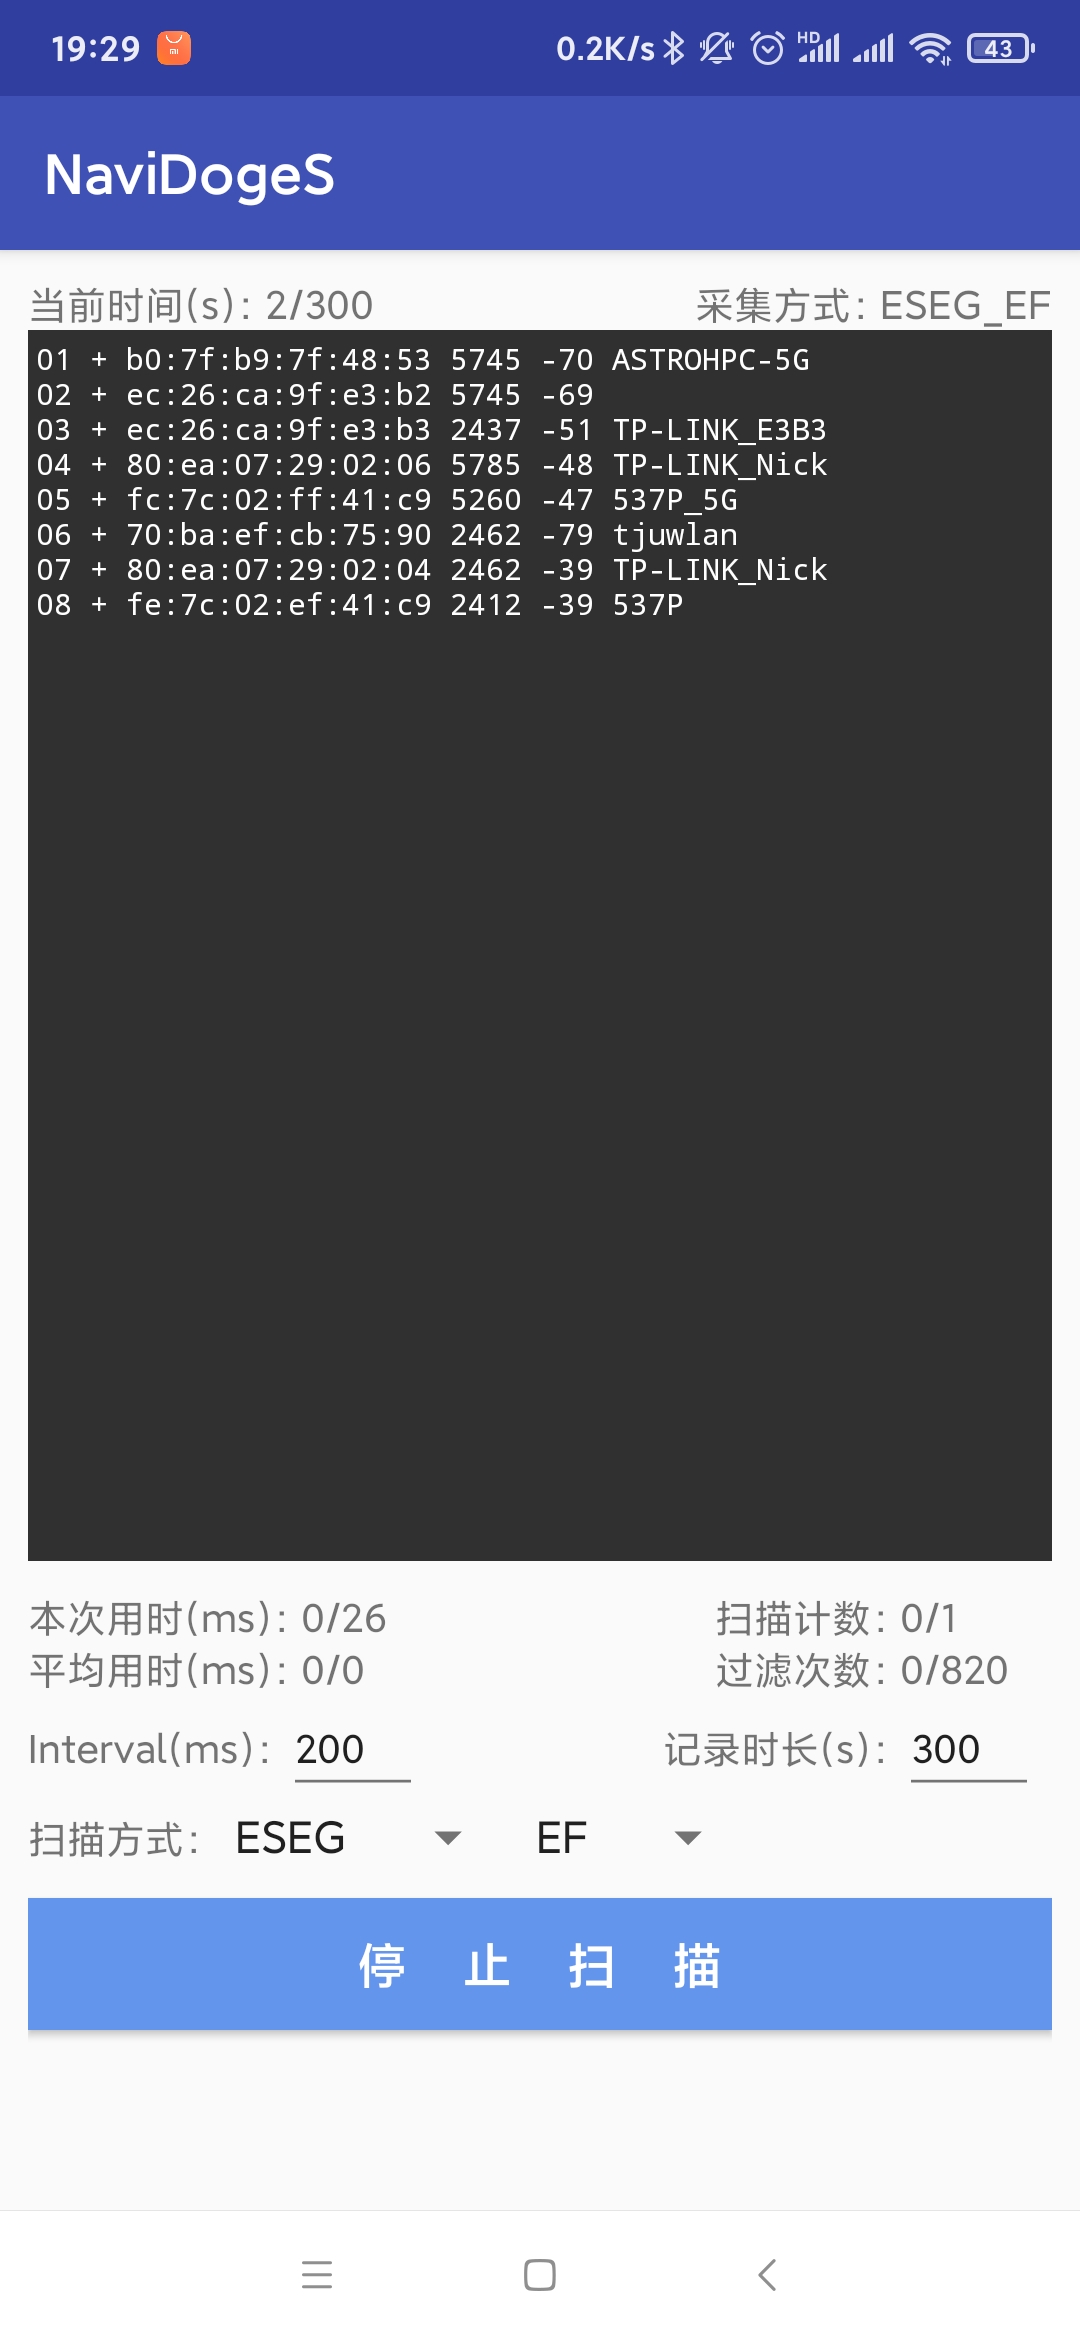 19:29 0.2K/s HD 43
NaviDogeS
当前时间(s): 2/300 采集方式: ESEG_EF
01 + b0:7f:b9:7f:48:53 5745 -70 ASTROHPC-5G
02 + ec:26:ca:9f:e3:b2 5745 -69
03 + ec:26:ca:9f:e3:b3 2437 -51 TP-LINK_E3B3
04 + 80:ea:07:29:02:06 5785 -48 TP-LINK_Nick
05 + fc:7c:02:ff:41:c9 5260 -47 537P_5G
06 + 70:ba:ef:cb:75:90 2462 -79 tjuwlan
07 + 80:ea:07:29:02:04 2462 -39 TP-LINK_Nick
08 + fe:7c:02:ef:41:c9 2412 -39 537P
本次用时(ms): 0/26 扫描计数: 0/1
平均用时(ms): 0/0 过滤次数: 0/820
Interval(ms): 200 记录时长(s): 300
扫描方式: ESEG EF
停止扫描